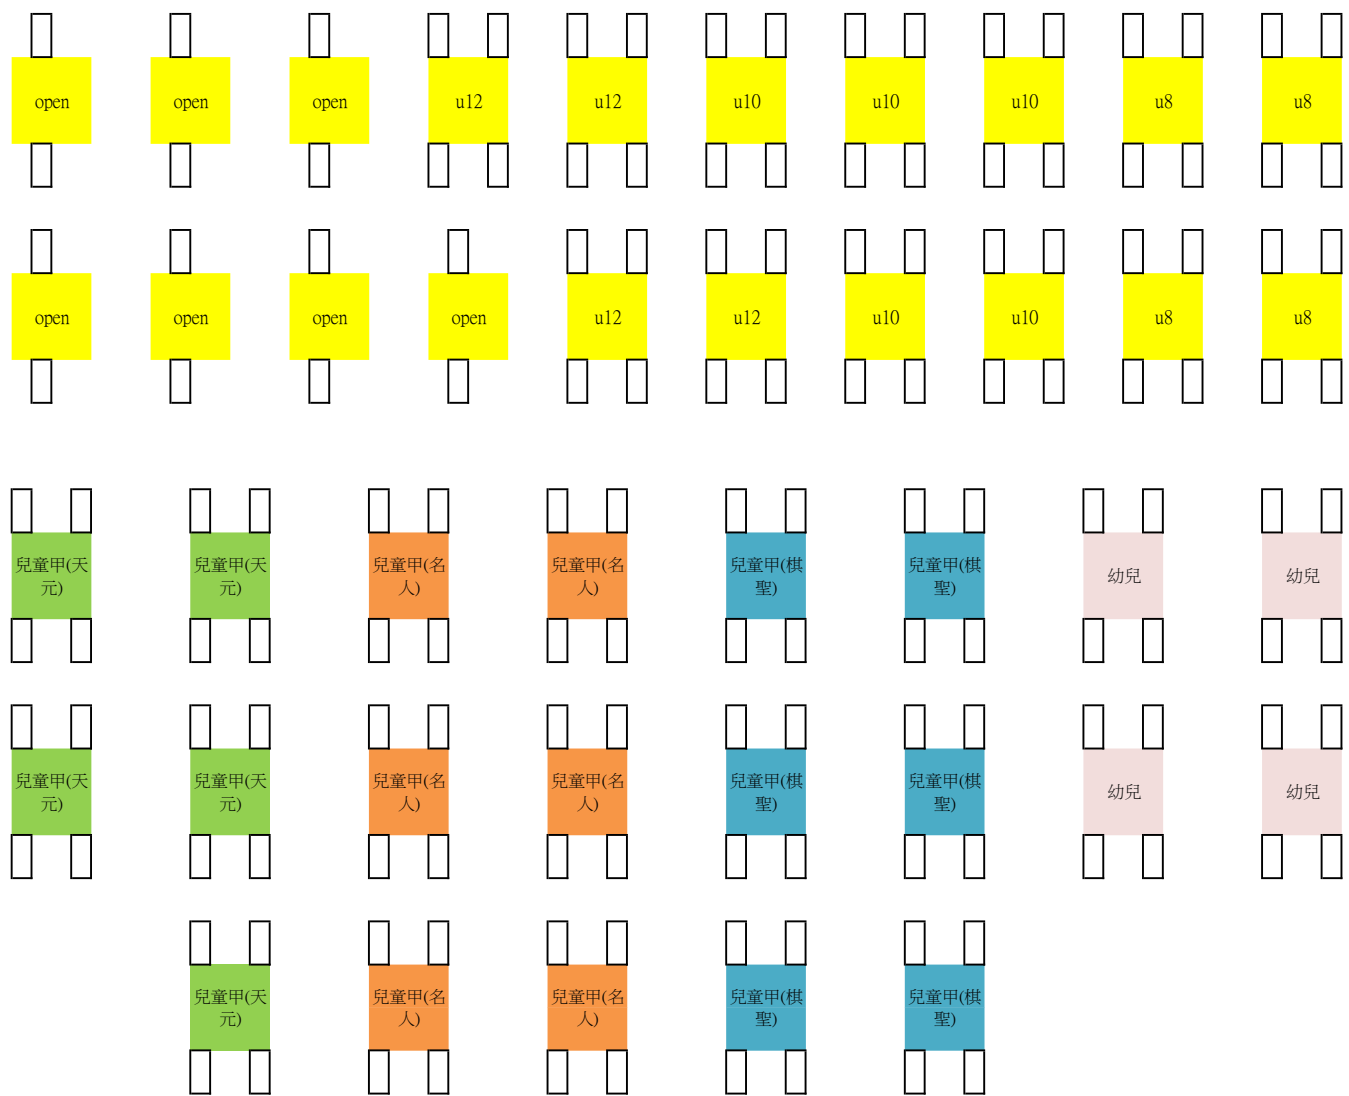 open open open u12 u12 u10 u10 u10 u8 u8
open open open open u12 u12 u10 u10 u8 u8
兒童甲(天 兒童甲(天 兒童甲(名 兒童甲(名 兒童甲(棋 兒童甲(棋 幼兒 幼兒
元) 元) 人) 人) 聖) 聖)
兒童甲(天 兒童甲(天 兒童甲(名 兒童甲(名 兒童甲(棋 兒童甲(棋 幼兒 幼兒
元) 元) 人) 人) 聖) 聖)
兒童甲(天 兒童甲(名 兒童甲(名 兒童甲(棋 兒童甲(棋
元) 人) 人) 聖) 聖)